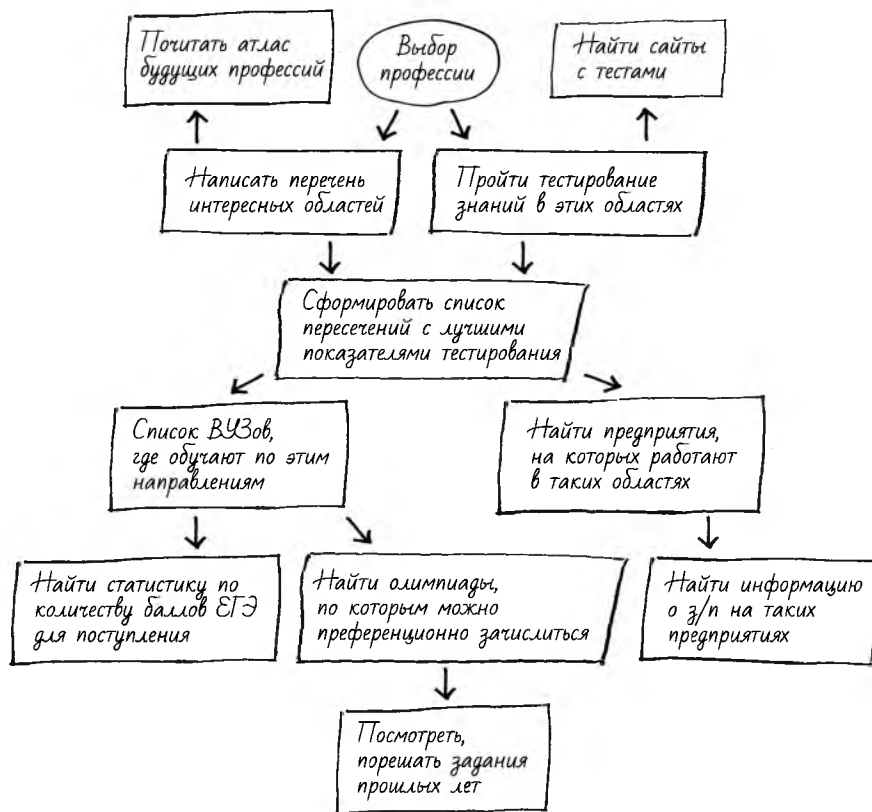 Почитать атлас
будущих профессий
Выбор
профессии
Найти сайты
с тестами
Написать перечень
интересных областей
Пройти тестирование
знаний в этих областях
Сформировать список
пересечений с лучшими
показателями тестирования
Список ВУЗов,
где обучают по этим
направлениям
Найти предприятия,
на которых работают
в таких областях
Найти статистику по
количеству баллов ЕГЭ
для поступления
Найти олимпиады,
по которым можно
преференционно зачислиться
Найти информацию
о з/п на таких
предприятиях
Посмотреть,
порешать задания
прошлых лет